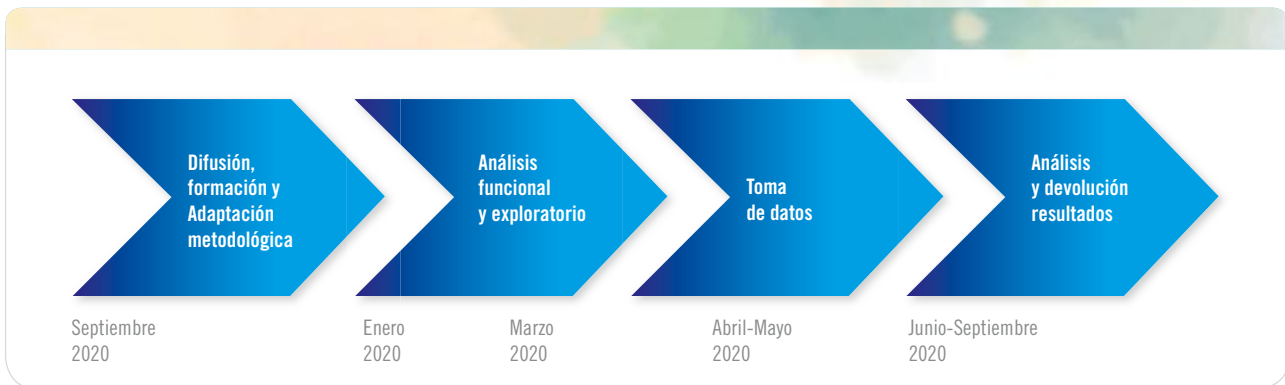 Difusión,
formación y
Adaptación
metodológica
Análisis
funcional
y exploratorio
Toma
de datos
Análisis
y devolución
resultados
Septiembre
2020
Enero
2020
Marzo
2020
Abril-Mayo
2020
Junio-Septiembre
2020